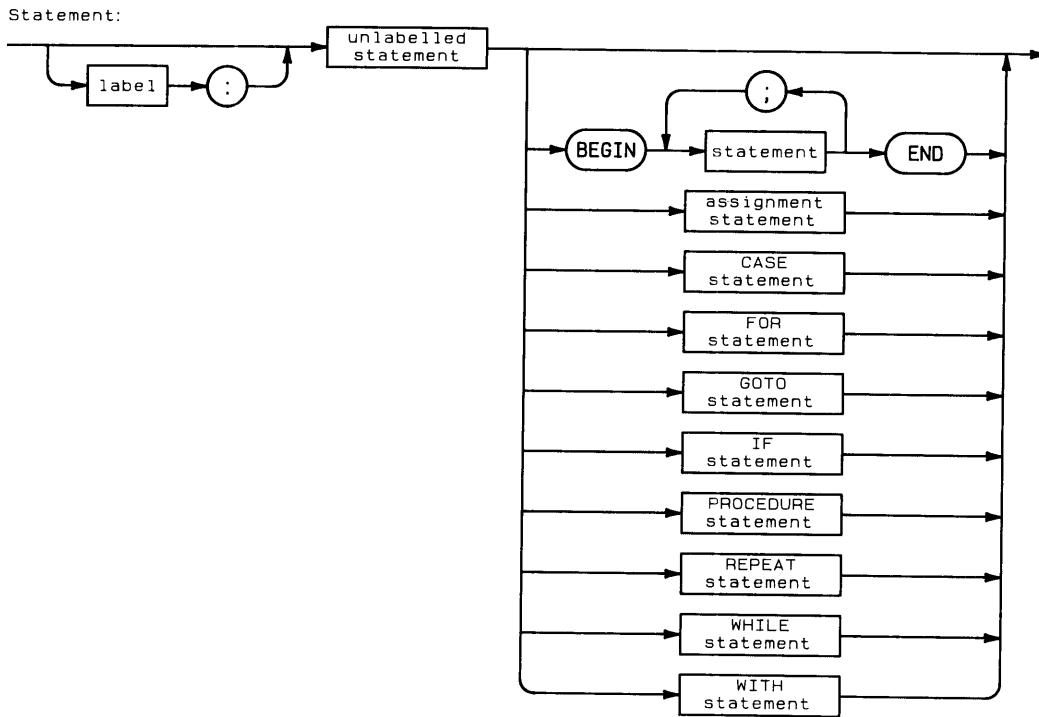 Statement:
unlabelled
statement
label
:
;
BEGIN
statement
END
assignment
statement
CASE
statement
FOR
statement
GOTO
statement
IF
statement
PROCEDURE
statement
REPEAT
statement
WHILE
statement
WITH
statement